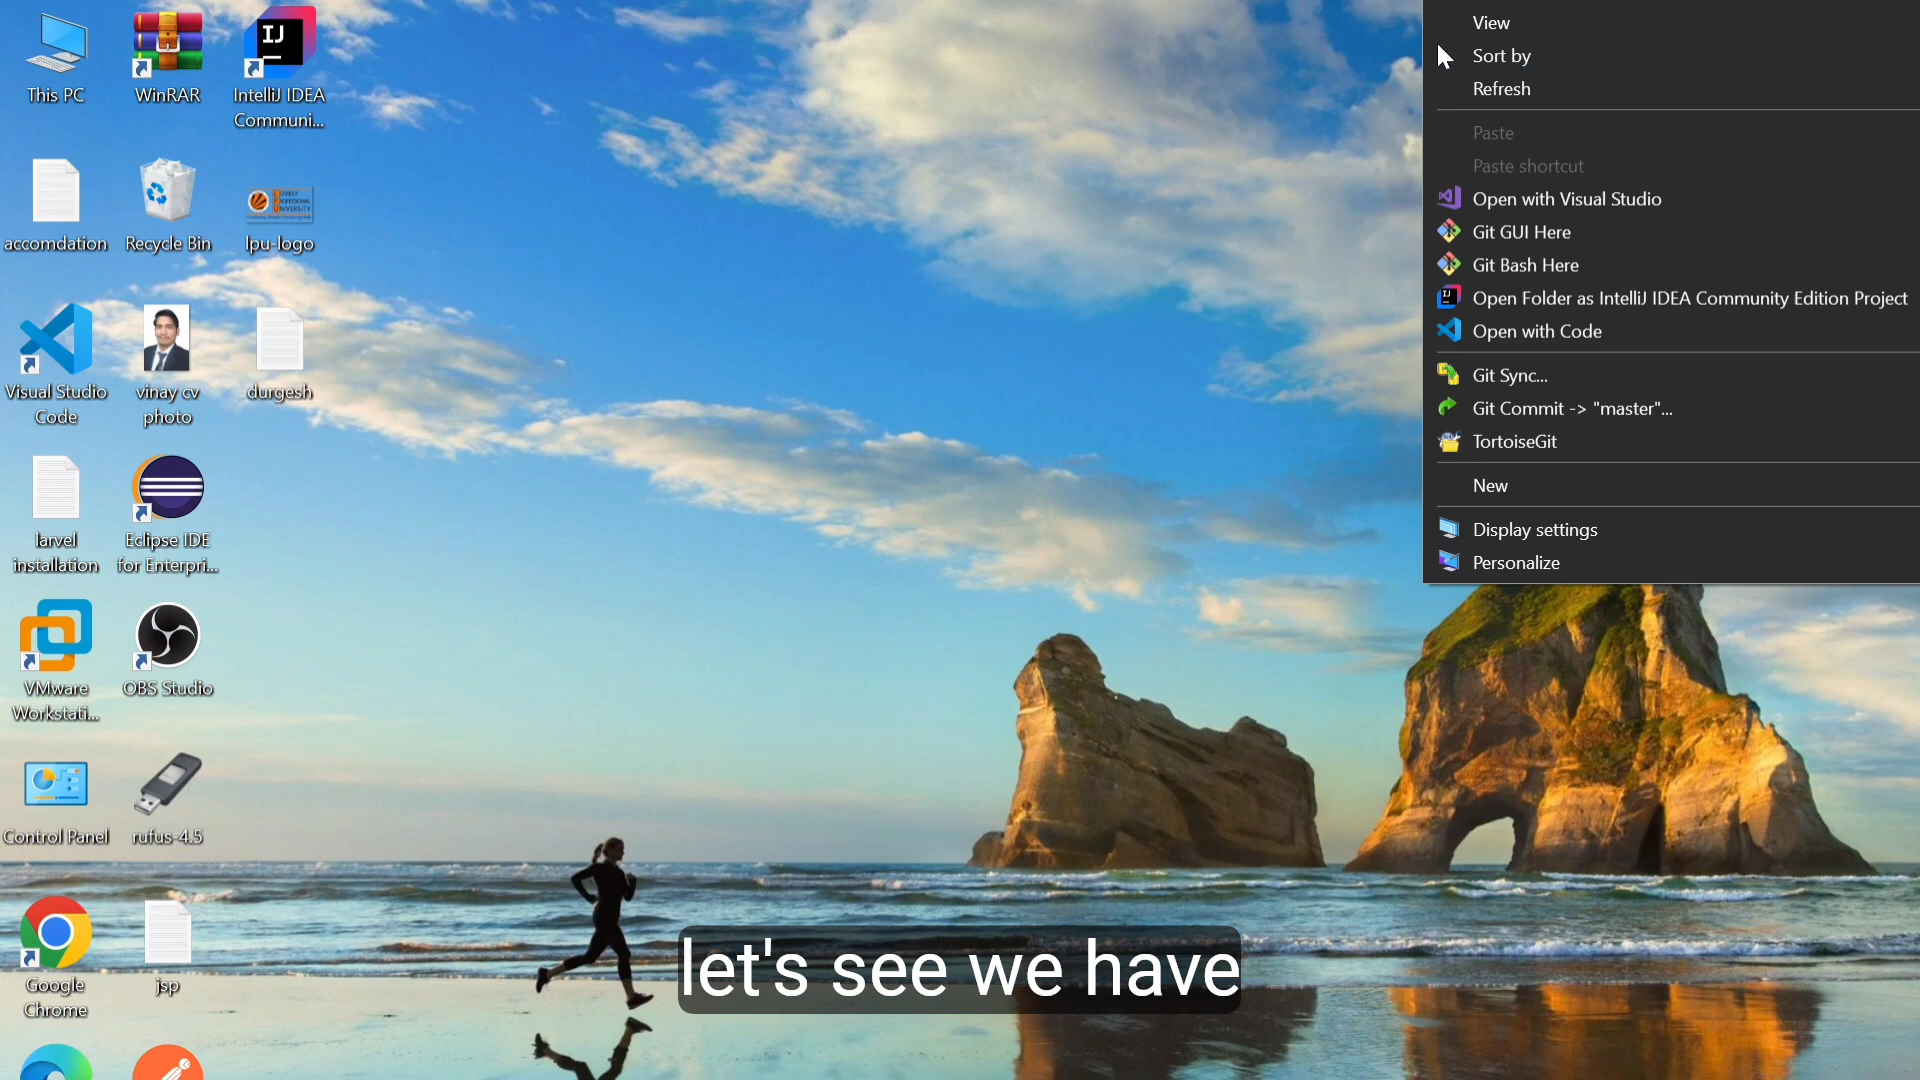 This PC
WinRAR
IntelliJ IDEA
Communi...
accomdation
Recycle Bin
LOVELY
PROFESSIONAL
UNIVERSITY
lpu-logo
Visual Studio
Code
vinay cv
photo
durgesh
larvel
installation
Eclipse IDE
for Enterpri...
VMware
Workstati...
OBS Studio
Control Panel
rufus-4.5
Google
Chrome
jsp
View
Sort by
Refresh
Paste
Paste shortcut
Open with Visual Studio
Git GUI Here
Git Bash Here
Open Folder as IntelliJ IDEA Community Edition Project
Open with Code
Git Sync...
Git Commit -> "master"...
TortoiseGit
New
Display settings
Personalize
let's see we have